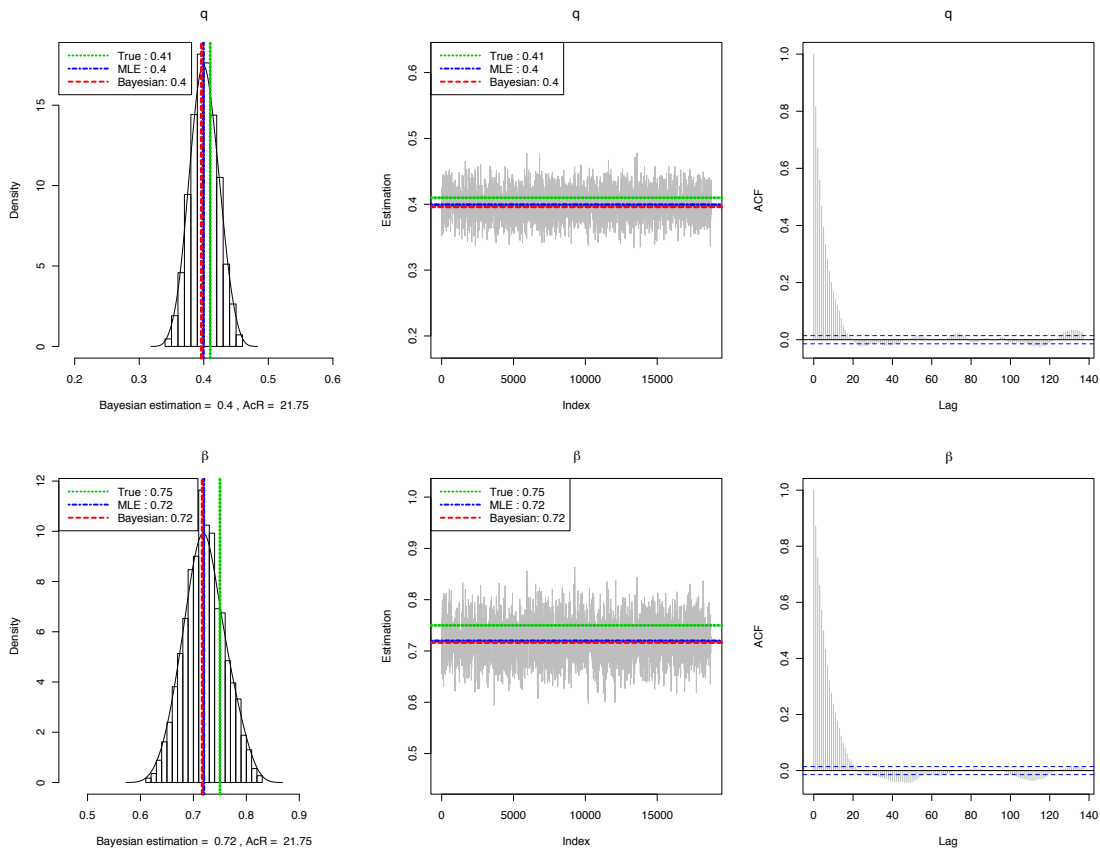 q
True : 0.41
MLE : 0.4
Bayesian: 0.4
Density
0
5
10
15
0.2
0.3
0.4
0.5
0.6
Bayesian estimation = 0.4 , AcR = 21.75
q
True : 0.41
MLE : 0.4
Bayesian: 0.4
Estimation
0.2
0.3
0.4
0.5
0.6
0
5000
10000
15000
Index
q
ACF
0.0
0.2
0.4
0.6
0.8
1.0
0
20
40
60
80
100
120
140
Lag
β
True : 0.75
MLE : 0.72
Bayesian: 0.72
Density
0
2
4
6
8
10
12
0.5
0.6
0.7
0.8
0.9
Bayesian estimation = 0.72 , AcR = 21.75
β
True : 0.75
MLE : 0.72
Bayesian: 0.72
Estimation
0.5
0.6
0.7
0.8
0.9
1.0
0
5000
10000
15000
Index
β
ACF
0.0
0.2
0.4
0.6
0.8
1.0
0
20
40
60
80
100
120
140
Lag